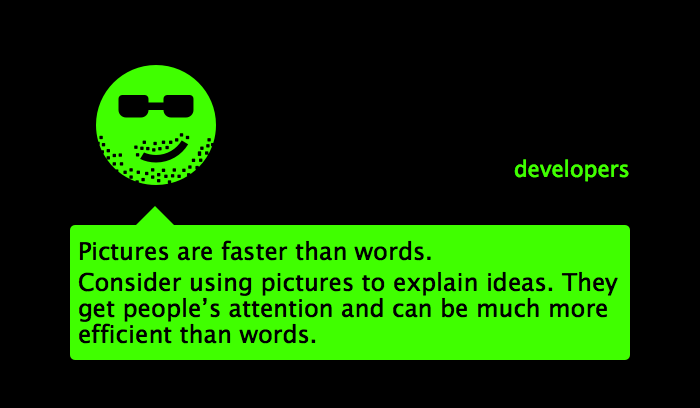 developers
Pictures are faster than words.
Consider using pictures to explain ideas. They
get people’s attention and can be much more
efficient than words.